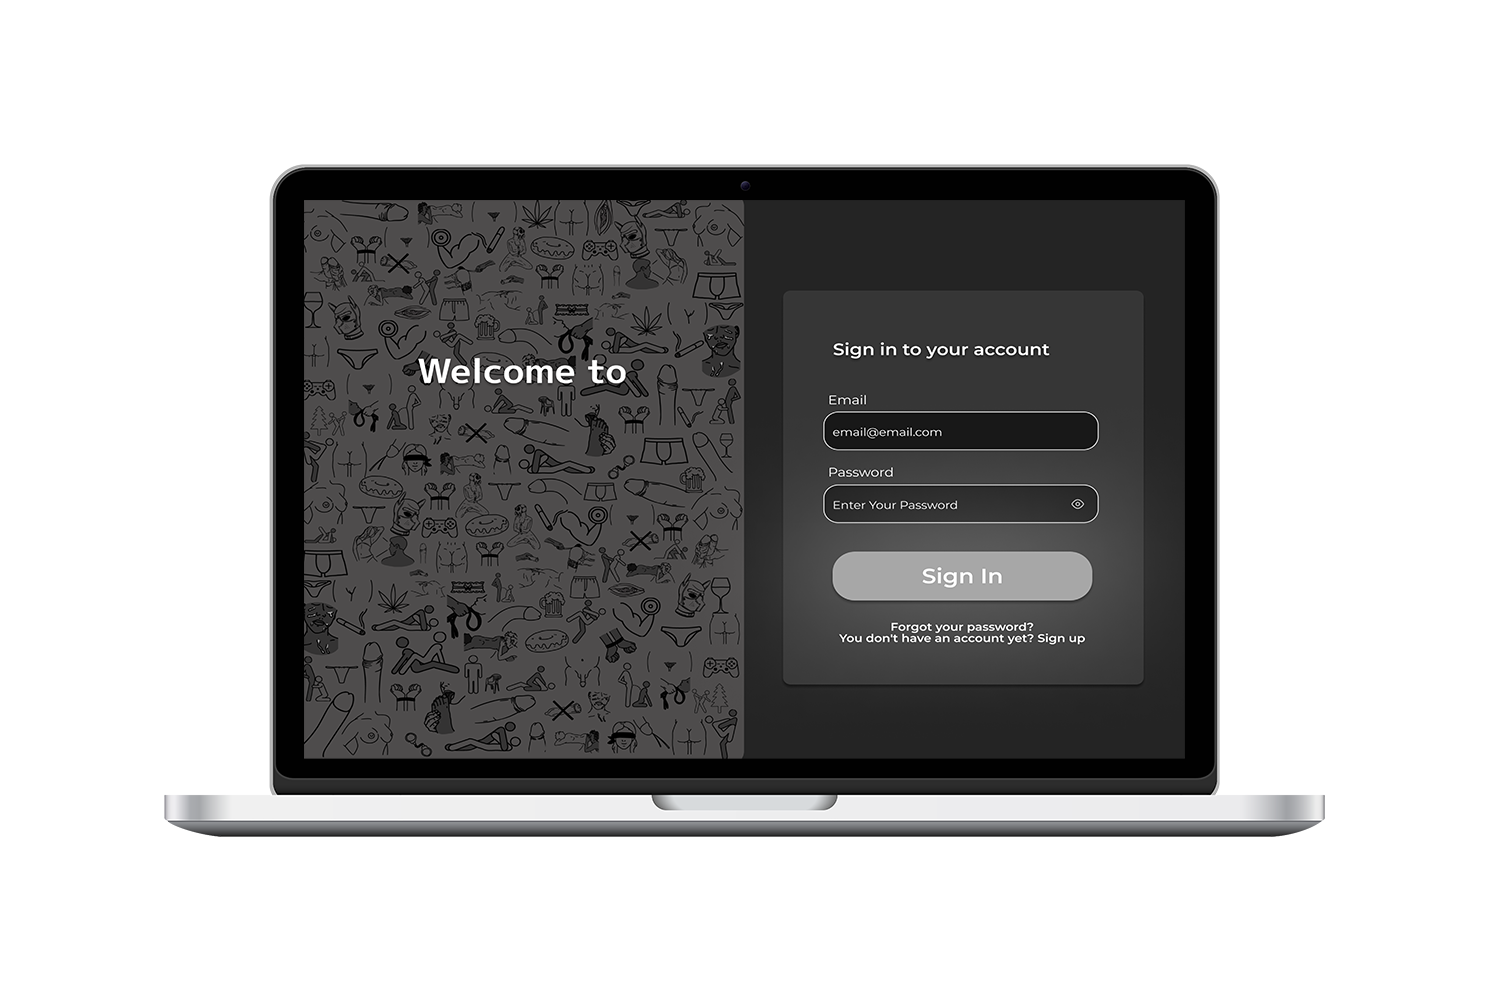 Welcome to
Sign in to your account
Email
email@email.com
Password
Enter Your Password
Sign In
Forgot your password?
You don't have an account yet? Sign up